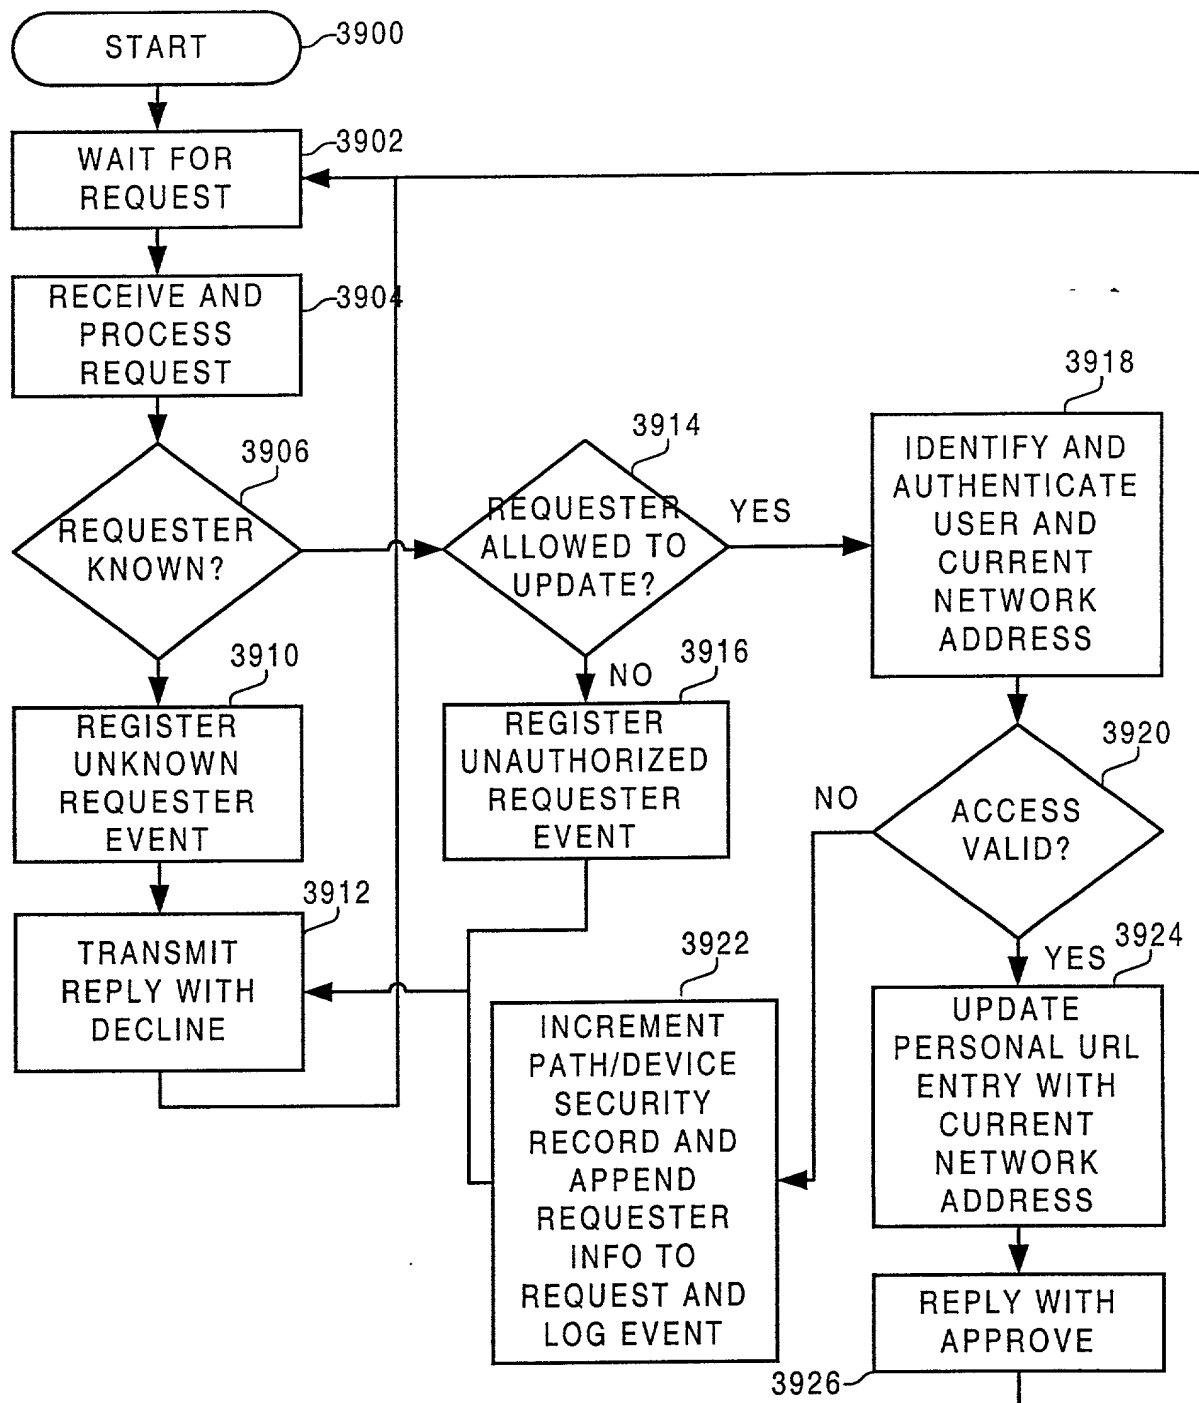 START
3900
WAIT FOR
REQUEST
3902
RECEIVE AND
PROCESS
REQUEST
3904
REQUESTER
KNOWN?
3906
REGISTER
UNKNOWN
REQUESTER
EVENT
3910
TRANSMIT
REPLY WITH
DECLINE
3912
REQUESTER
ALLOWED TO
UPDATE?
3914
YES
NO
REGISTER
UNAUTHORIZED
REQUESTER
EVENT
3916
IDENTIFY AND
AUTHENTICATE
USER AND
CURRENT
NETWORK
ADDRESS
3918
ACCESS
VALID?
3920
NO
YES
INCREMENT
PATH/DEVICE
SECURITY
RECORD AND
APPEND
REQUESTER
INFO TO
REQUEST AND
LOG EVENT
3922
UPDATE
PERSONAL URL
ENTRY WITH
CURRENT
NETWORK
ADDRESS
3924
REPLY WITH
APPROVE
3926